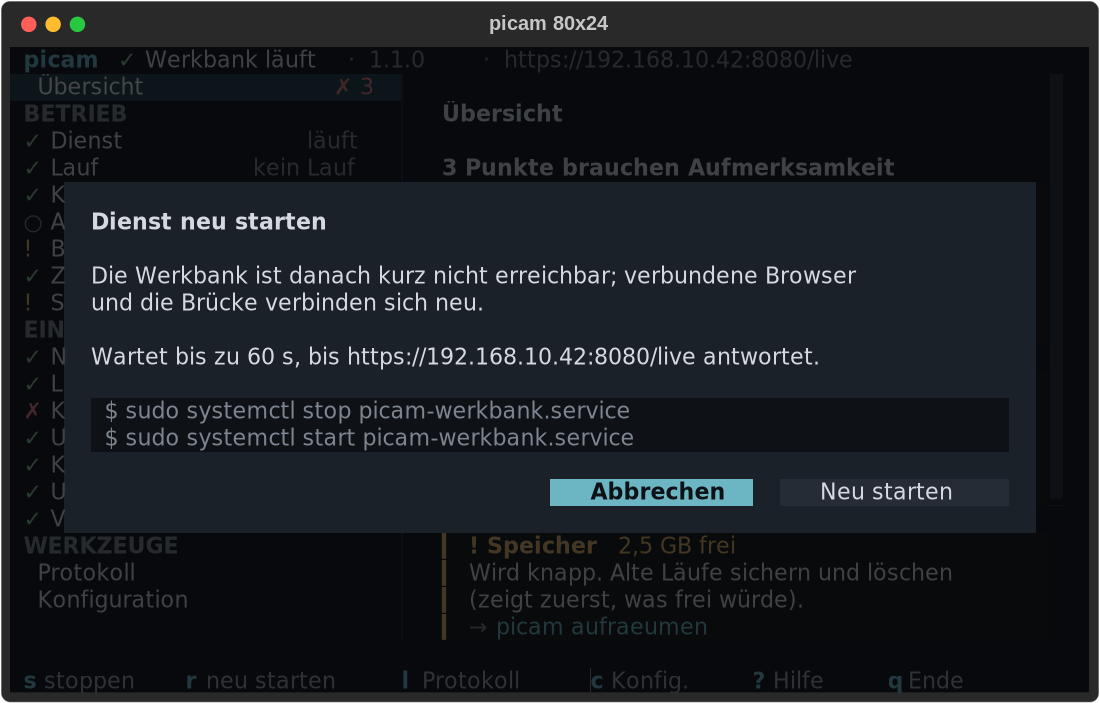 picam 80x24
picam ✓ Werkbank läuft · 1.1.0 · https://192.168.10.42:8080/live
Übersicht ✗ 3
BETRIEB
Übersicht
✓ Dienst läuft
✓ Lauf kein Lauf
3 Punkte brauchen Aufmerksamkeit
✓ K
○ A
! B
✓ Z
! S
EIN
✓ N
✓ L
✗ K
✓ U
✓ K
✓ U
✓ V
Dienst neu starten
Die Werkbank ist danach kurz nicht erreichbar; verbundene Browser
und die Brücke verbinden sich neu.
Wartet bis zu 60 s, bis https://192.168.10.42:8080/live antwortet.
$ sudo systemctl stop picam-werkbank.service
$ sudo systemctl start picam-werkbank.service
Abbrechen Neu starten
WERKZEUGE
Protokoll
Konfiguration
! Speicher 2,5 GB frei
Wird knapp. Alte Läufe sichern und löschen
(zeigt zuerst, was frei würde).
→ picam aufraeumen
s stoppen r neu starten l Protokoll c Konfig. ? Hilfe q Ende